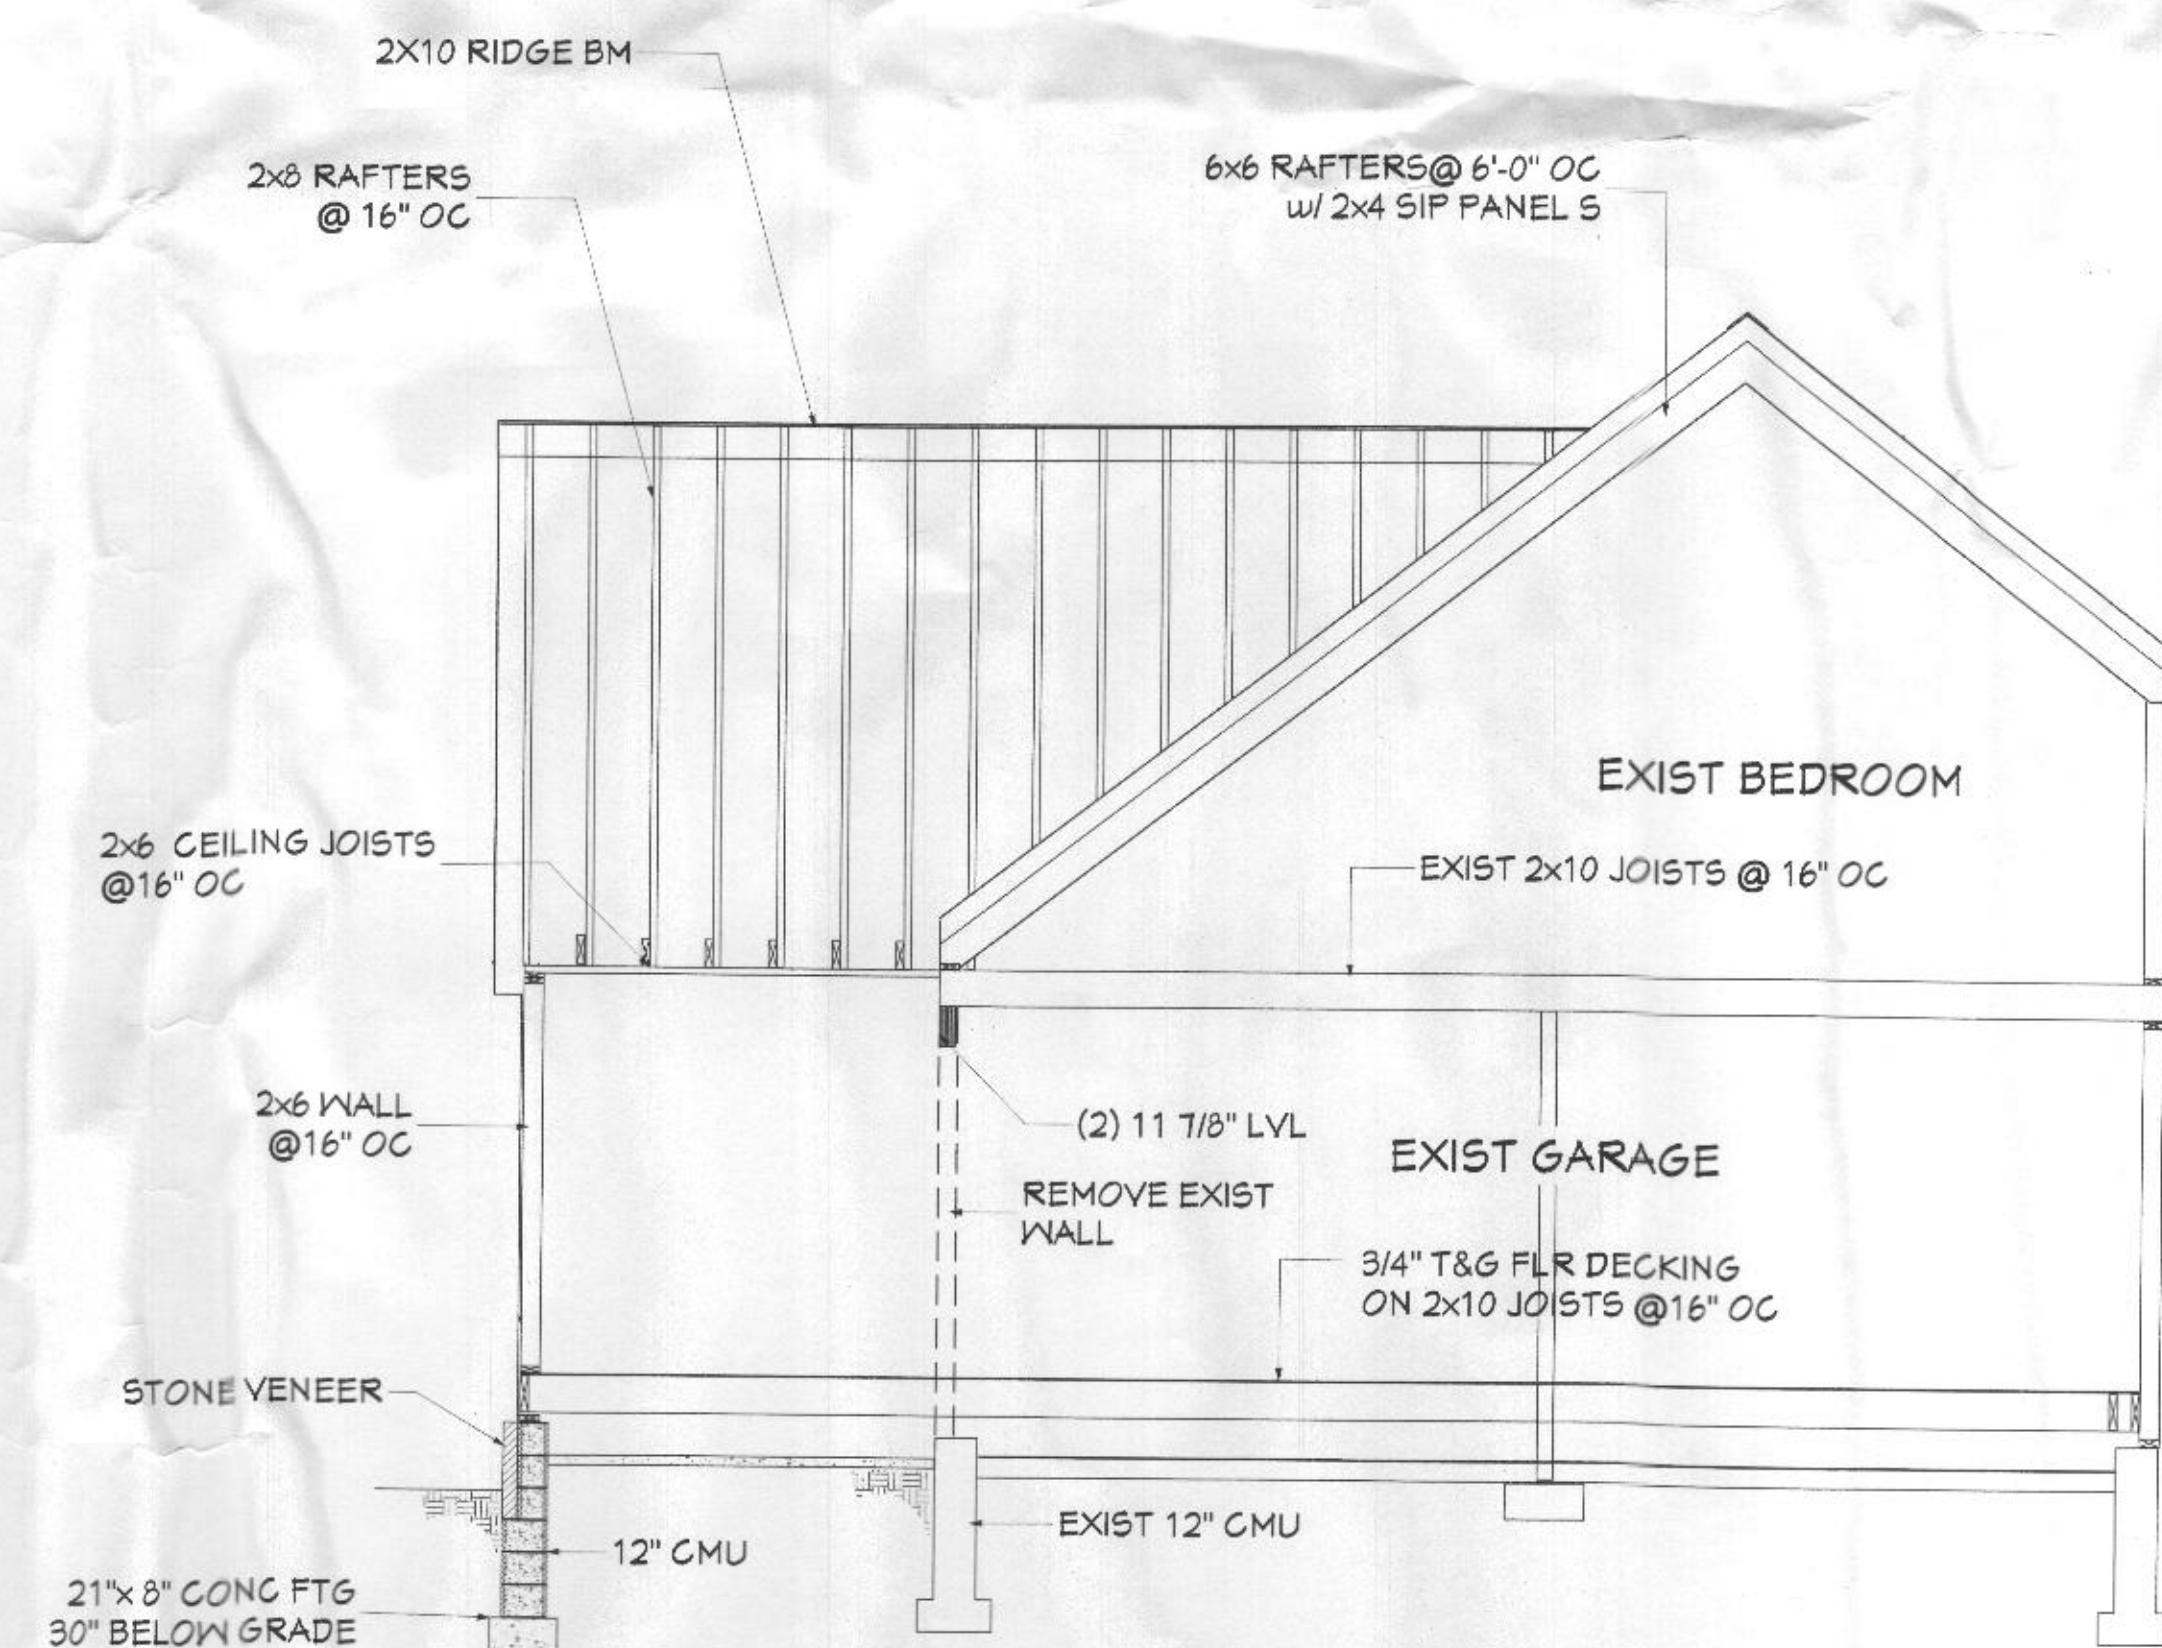 2X10 RIDGE BM
2x8 RAFTERS
@ 16" OC
6x6 RAFTERS@ 6'-0" OC
w/ 2x4 SIP PANEL S
EXIST BEDROOM
2x6 CEILING JOISTS
@16" OC
EXIST 2x10 JOISTS @ 16" OC
2x6 WALL
@16" OC
(2) 11 7/8" LVL
EXIST GARAGE
REMOVE EXIST
WALL
3/4" T&G FLR DECKING
ON 2x10 JOISTS @16" OC
STONE VENEER
EXIST 12" CMU
12" CMU
21"x 8" CONC FTG
30" BELOW GRADE